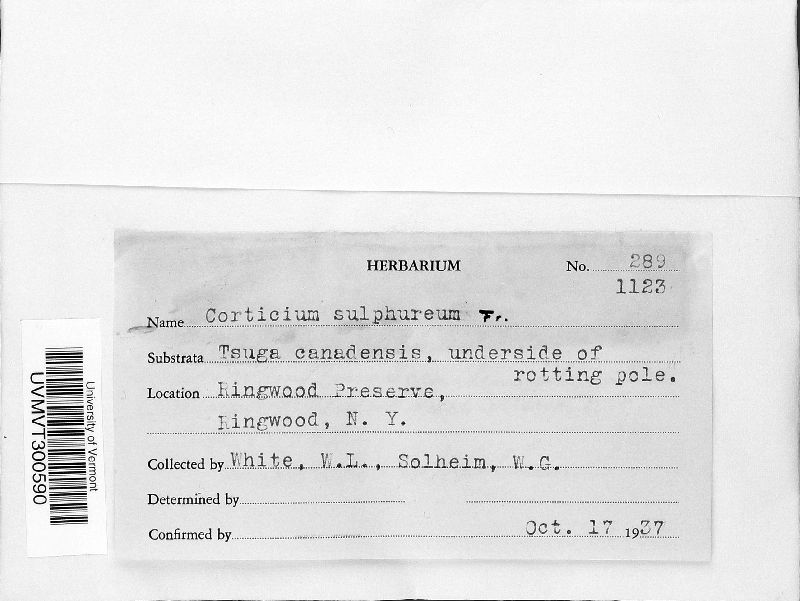 HERBARIUM No. 289
1123
Name Corticium sulphureum Fr.
Substrata Tsuga canadensis, underside of
rotting pole.
Location Ringwood Preserve,
Ringwood, N. Y.
Collected by White, W.L., Solheim, W.G.
Determined by
Confirmed by Oct. 17 1937
University of Vermont
UVMVT300590